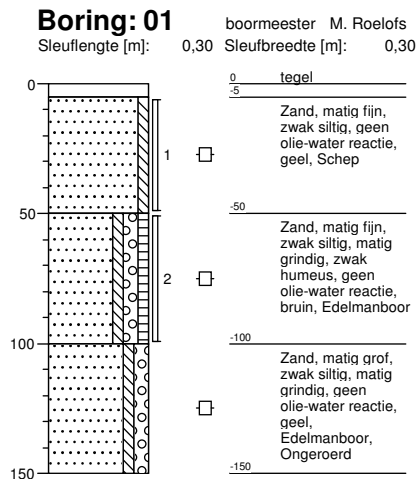 Boring: 01 boormeester M. Roelofs
Sleuflengte [m]: 0,30 Sleufbreedte [m]: 0,30
0
50
100
150
1
2
0 tegel
-5
Zand, matig fijn,
zwak siltig, geen
olie-water reactie,
geel, Schep
-50
Zand, matig fijn,
zwak siltig, matig
grindig, zwak
humeus, geen
olie-water reactie,
bruin, Edelmanboor
-100
Zand, matig grof,
zwak siltig, matig
grindig, geen
olie-water reactie,
geel,
Edelmanboor,
Ongeroerd
-150